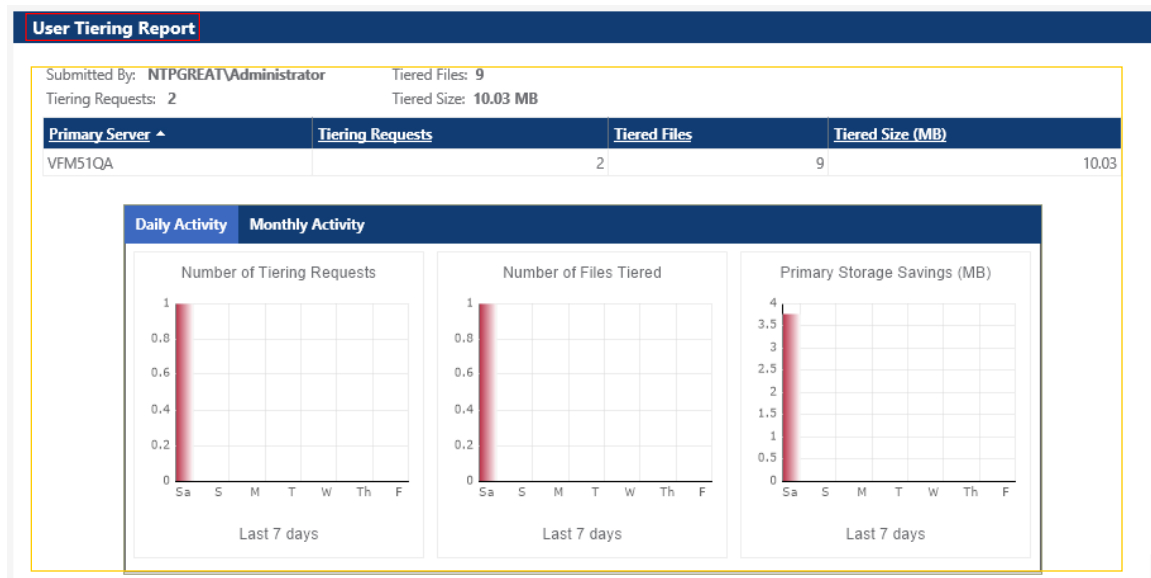 User Tiering Report
Submitted By: NTPGREAT\Administrator Tiered Files: 9
Tiering Requests: 2 Tiered Size: 10.03 MB
Primary Server Tiering Requests Tiered Files Tiered Size (MB)
VFM51QA 2 9 10.03
Daily Activity Monthly Activity
Number of Tiering Requests
1
0.8
0.6
0.4
0.2
0
Sa S M T W Th F
Last 7 days
Number of Files Tiered
1
0.8
0.6
0.4
0.2
0
Sa S M T W Th F
Last 7 days
Primary Storage Savings (MB)
4
3.5
3
2.5
2
1.5
1
0.5
0
Sa S M T W Th F
Last 7 days